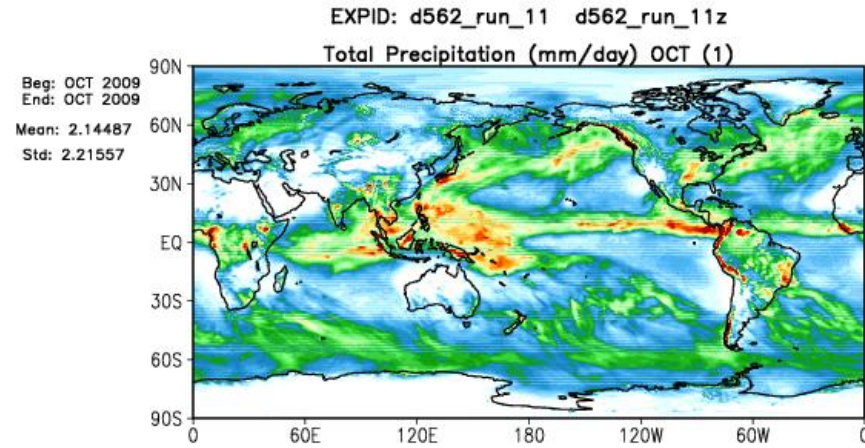 EXPID: d562_run_11 d562_run_11z
Total Precipitation (mm/day) OCT (1)
Beg: OCT 2009
End: OCT 2009
Mean: 2.14487
Std: 2.21557
90N
60N
30N
EQ
30S
60S
90S
0 60E 120E 180 120W 60W 0